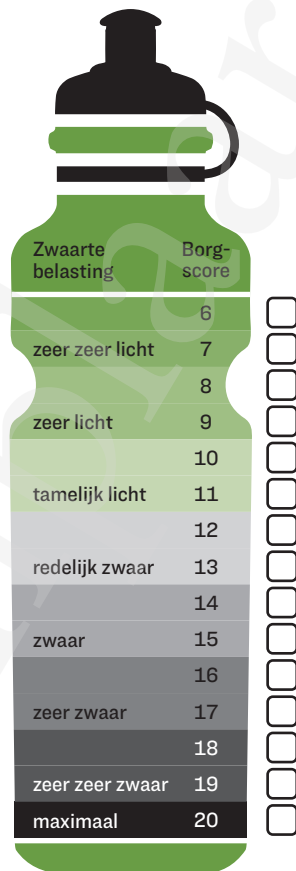 Zwaarte Borg-
belasting score
6
zeer zeer licht 7
8
zeer licht 9
10
tamelijk licht 11
12
redelijk zwaar 13
14
zwaar 15
16
zeer zwaar 17
18
zeer zeer zwaar 19
maximaal 20